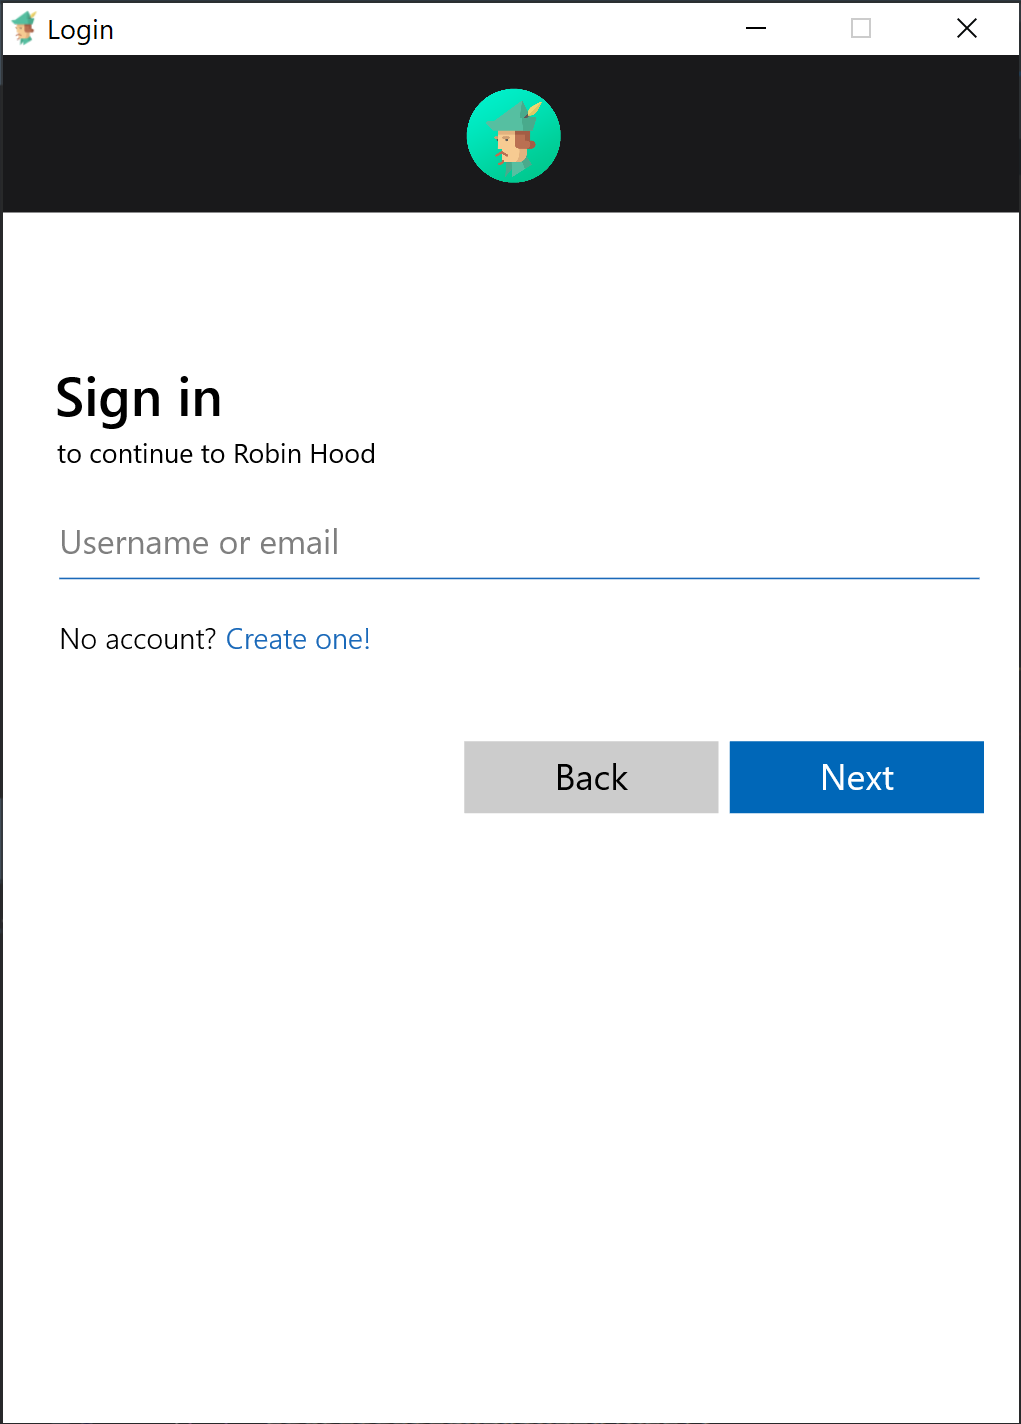 Login
Sign in
to continue to Robin Hood
Username or email
No account? Create one!
Back Next